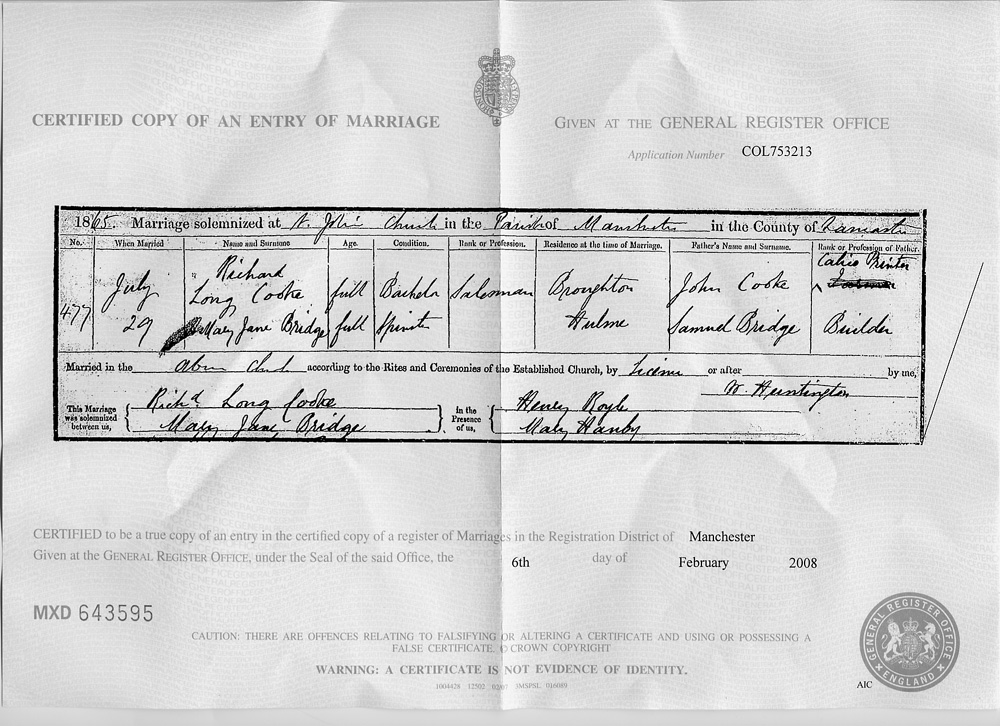 CERTIFIED COPY OF AN ENTRY OF MARRIAGE
GIVEN AT THE GENERAL REGISTER OFFICE
Application Number COL753213
1865. Marriage solemnized at St. John's Church in the Parish of Manchester in the County of Lancaster
No. When Married Name and Surname Age. Condition. Rank or Profession. Residence at the time of Marriage. Father's Name and Surname. Rank or Profession of Father.
477
July 29
Richard Long Cooke full Bachelor Salesman Broughton John Cooke Calico Printer
Mary Jane Bridge full Spinster Hulme Samuel Bridge Builder
Married in the above Church according to the Rites and Ceremonies of the Established Church, by License or after by me,
W. Huntington
This Marriage was solemnized between us,
Richd Long Cooke
Mary Jane Bridge
in the Presence of us,
Henry Royle
Mary Hanby
CERTIFIED to be a true copy of an entry in the certified copy of a register of Marriages in the Registration District of Manchester
Given at the GENERAL REGISTER OFFICE, under the Seal of the said Office, the 6th day of February 2008
MXD 643595
CAUTION: THERE ARE OFFENCES RELATING TO FALSIFYING OR ALTERING A CERTIFICATE AND USING OR POSSESSING A
FALSE CERTIFICATE. © CROWN COPYRIGHT
WARNING: A CERTIFICATE IS NOT EVIDENCE OF IDENTITY.
GENERAL REGISTER OFFICE
ENGLAND
AIC